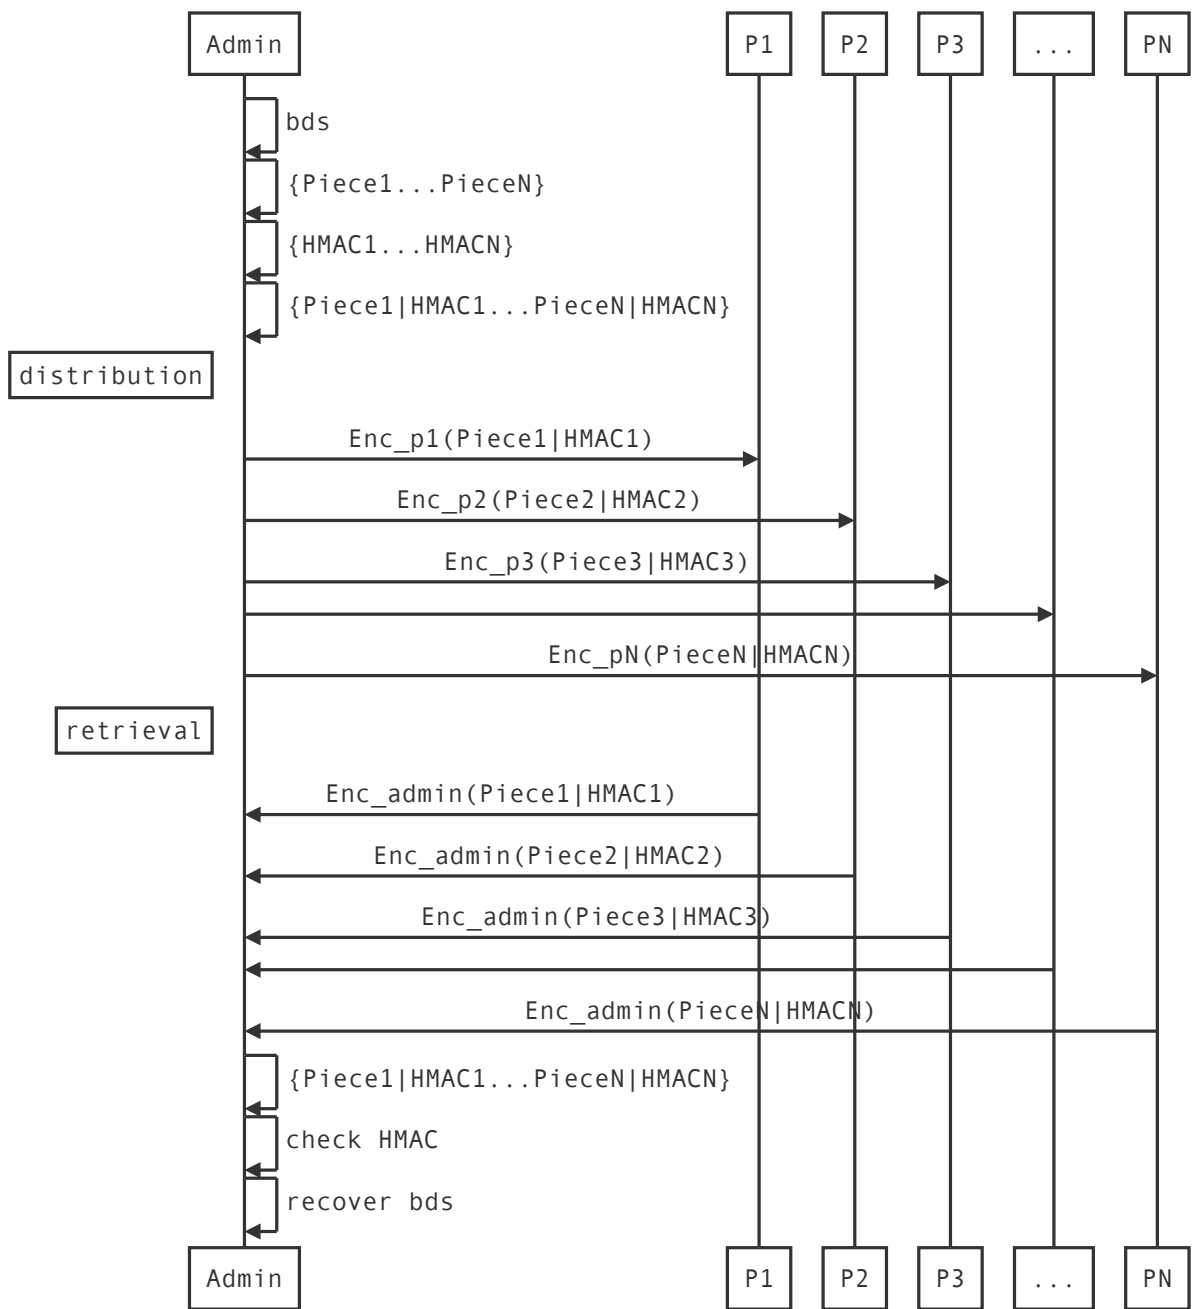 Admin P1 P2 P3 ... PN
bds
{Piece1...PieceN}
{HMAC1...HMACN}
{Piece1|HMAC1...PieceN|HMACN}
distribution
Enc_p1(Piece1|HMAC1)
Enc_p2(Piece2|HMAC2)
Enc_p3(Piece3|HMAC3)
Enc_pN(PieceN|HMACN)
retrieval
Enc_admin(Piece1|HMAC1)
Enc_admin(Piece2|HMAC2)
Enc_admin(Piece3|HMAC3)
Enc_admin(PieceN|HMACN)
{Piece1|HMAC1...PieceN|HMACN}
check HMAC
recover bds
Admin P1 P2 P3 ... PN